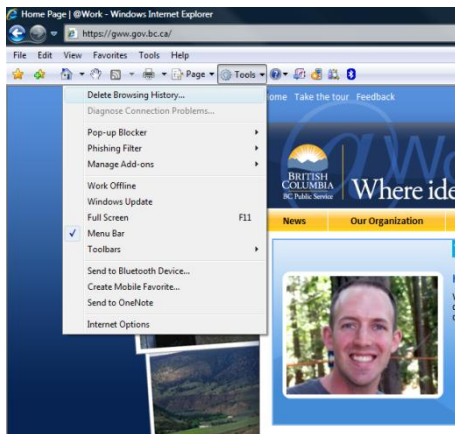 Home Page | @Work - Windows Internet Explorer
https://gww.gov.bc.ca/
File Edit View Favorites Tools Help
Page Tools
Delete Browsing History...
Diagnose Connection Problems...
Pop-up Blocker
Phishing Filter
Manage Add-ons
Work Offline
Windows Update
Full Screen F11
Menu Bar
Toolbars
Send to Bluetooth Device...
Create Mobile Favorite...
Send to OneNote
Internet Options
ome Take the tour Feedback
@Wo
BRITISH
COLUMBIA
BC Public Service
Where ide
News Our Organization